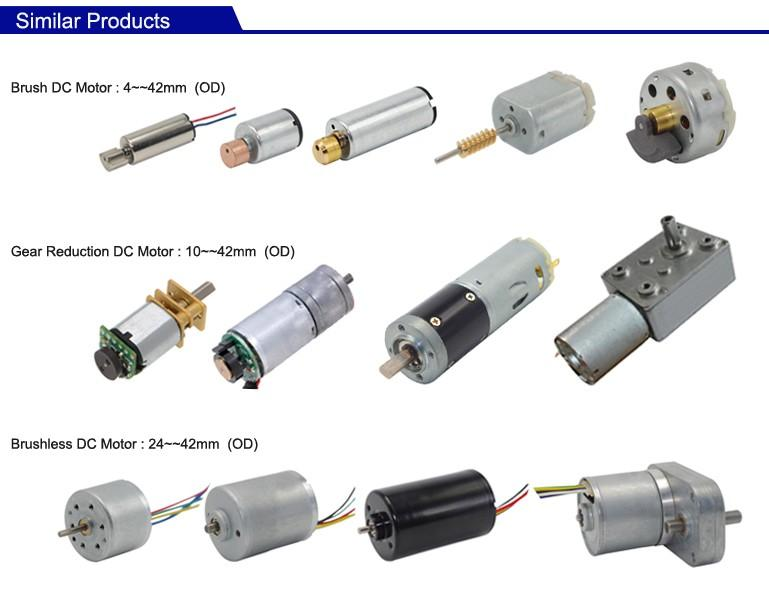 Similar Products
Brush DC Motor : 4~~42mm (OD)
Gear Reduction DC Motor : 10~~42mm (OD)
Brushless DC Motor : 24~~42mm (OD)